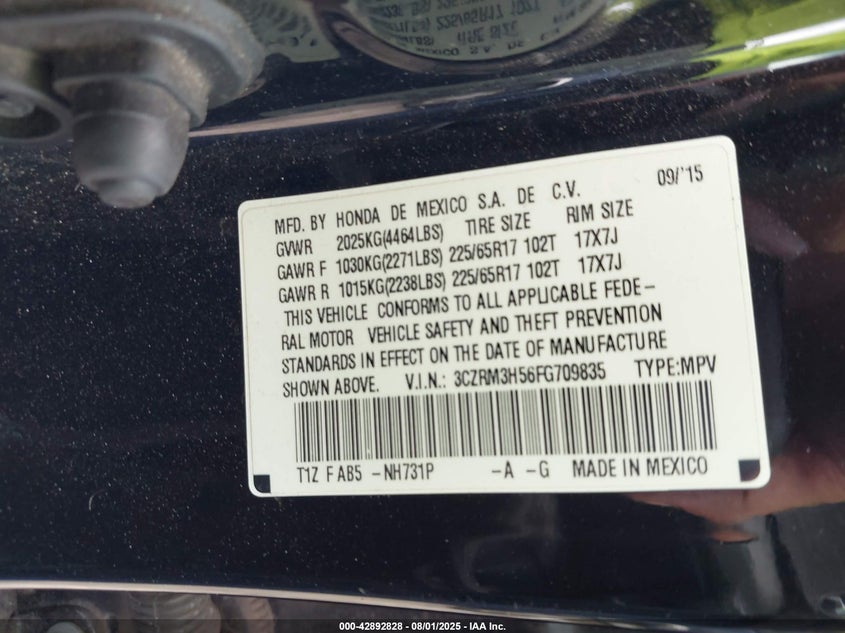 MFD. BY HONDA DE MEXICO S.A. DE C.V. 09/'15
GVWR 2025KG(4464LBS) TIRE SIZE RIM SIZE
GAWR F 1030KG(2271LBS) 225/65R17 102T 17X7J
GAWR R 1015KG(2238LBS) 225/65R17 102T 17X7J
THIS VEHICLE CONFORMS TO ALL APPLICABLE FEDE-
RAL MOTOR VEHICLE SAFETY AND THEFT PREVENTION
STANDARDS IN EFFECT ON THE DATE OF MANUFACTURE
SHOWN ABOVE. V.I.N.: 3CZRM3H56FG709835 TYPE:MPV
T1Z F AB5 -NH731P -A -G MADE IN MEXICO
000-42892828 - 08/01/2025 - IAA Inc.